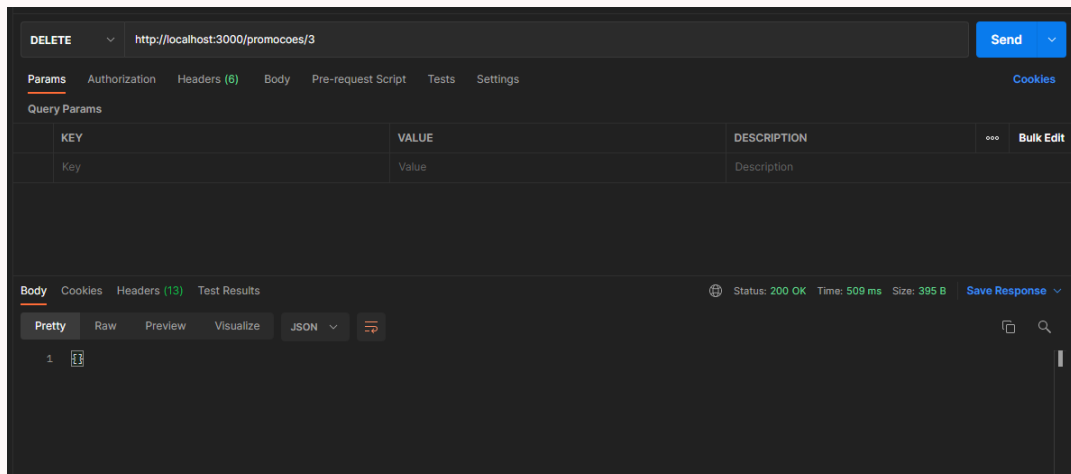 DELETE http://localhost:3000/promocoes/3 Send
Params Authorization Headers (6) Body Pre-request Script Tests Settings Cookies
Query Params
KEY VALUE DESCRIPTION ooo Bulk Edit
Key Value Description
Body Cookies Headers (13) Test Results Status: 200 OK Time: 509 ms Size: 395 B Save Response
Pretty Raw Preview Visualize JSON
1 {}